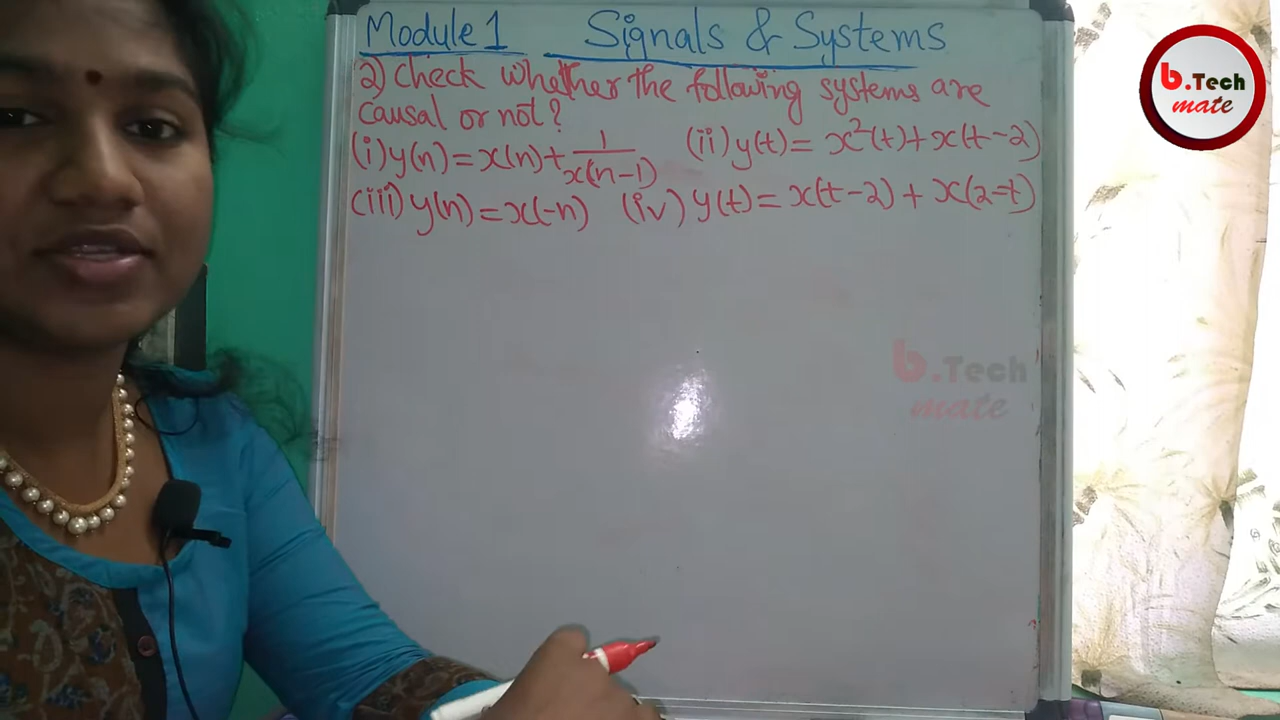 Module 1 Signals & Systems
2) Check whether the following systems are
causal or not?
(i) y(n) = x(n) + 1/x(n-1) (ii) y(t) = x²(t) + x(t-2)
(iii) y(n) = x(-n) (iv) y(t) = x(t-2) + x(2-t)
b.Tech
mate
b.Tech
mate